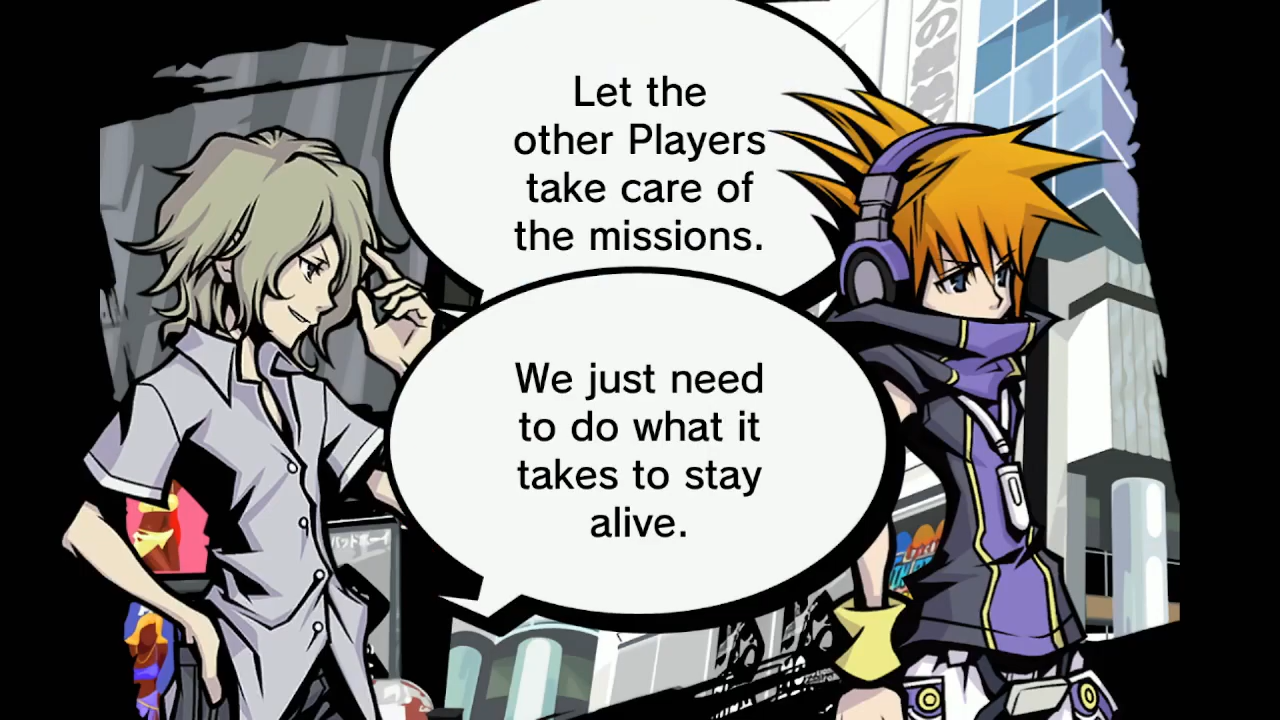 Let the
other Players
take care of
the missions.
We just need
to do what it
takes to stay
alive.